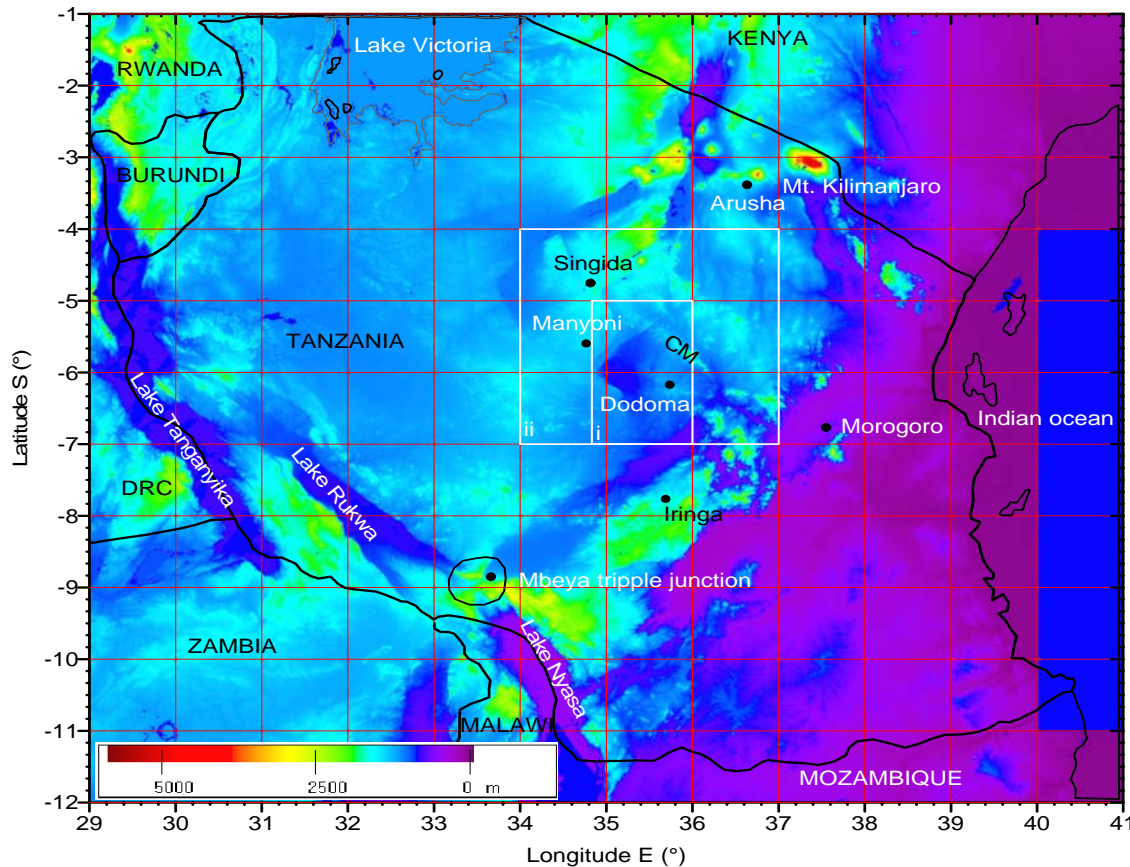 -1
-2
-3
-4
-5
-6
-7
-8
-9
-10
-11
-12
Latitude S (°)
Lake Victoria
KENYA
RWANDA
BURUNDI
Mt. Kilimanjaro
Arusha
Singida
Manyoni
CM
TANZANIA
Dodoma
Indian ocean
Morogoro
ii
i
Lake Tanganyika
Lake Rukwa
DRC
Iringa
Mbeya tripple junction
ZAMBIA
Lake Nyasa
MALAWI
MOZAMBIQUE
5000 2500 0 m
29 30 31 32 33 34 35 36 37 38 39 40 41
Longitude E (°)